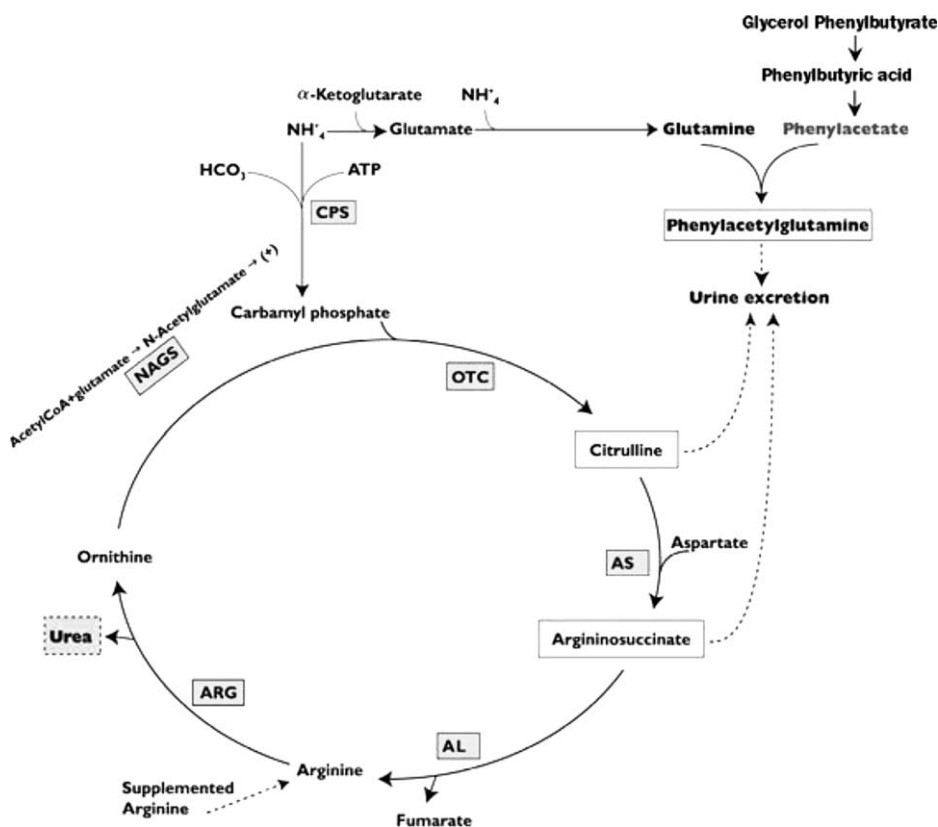 Glycerol Phenylbutyrate
Phenylbutyric acid
α-Ketoglutarate
NH⁺₄
NH⁺₄
Glutamate
Glutamine
Phenylacetate
HCO₃
ATP
CPS
Phenylacetylglutamine
Urine excretion
AcetylCoA+glutamate → N-Acetylglutamate → (+)
NAGS
Carbamyl phosphate
OTC
Citrulline
Aspartate
AS
Ornithine
Urea
Argininosuccinate
ARG
AL
Arginine
Supplemented
Arginine
Fumarate